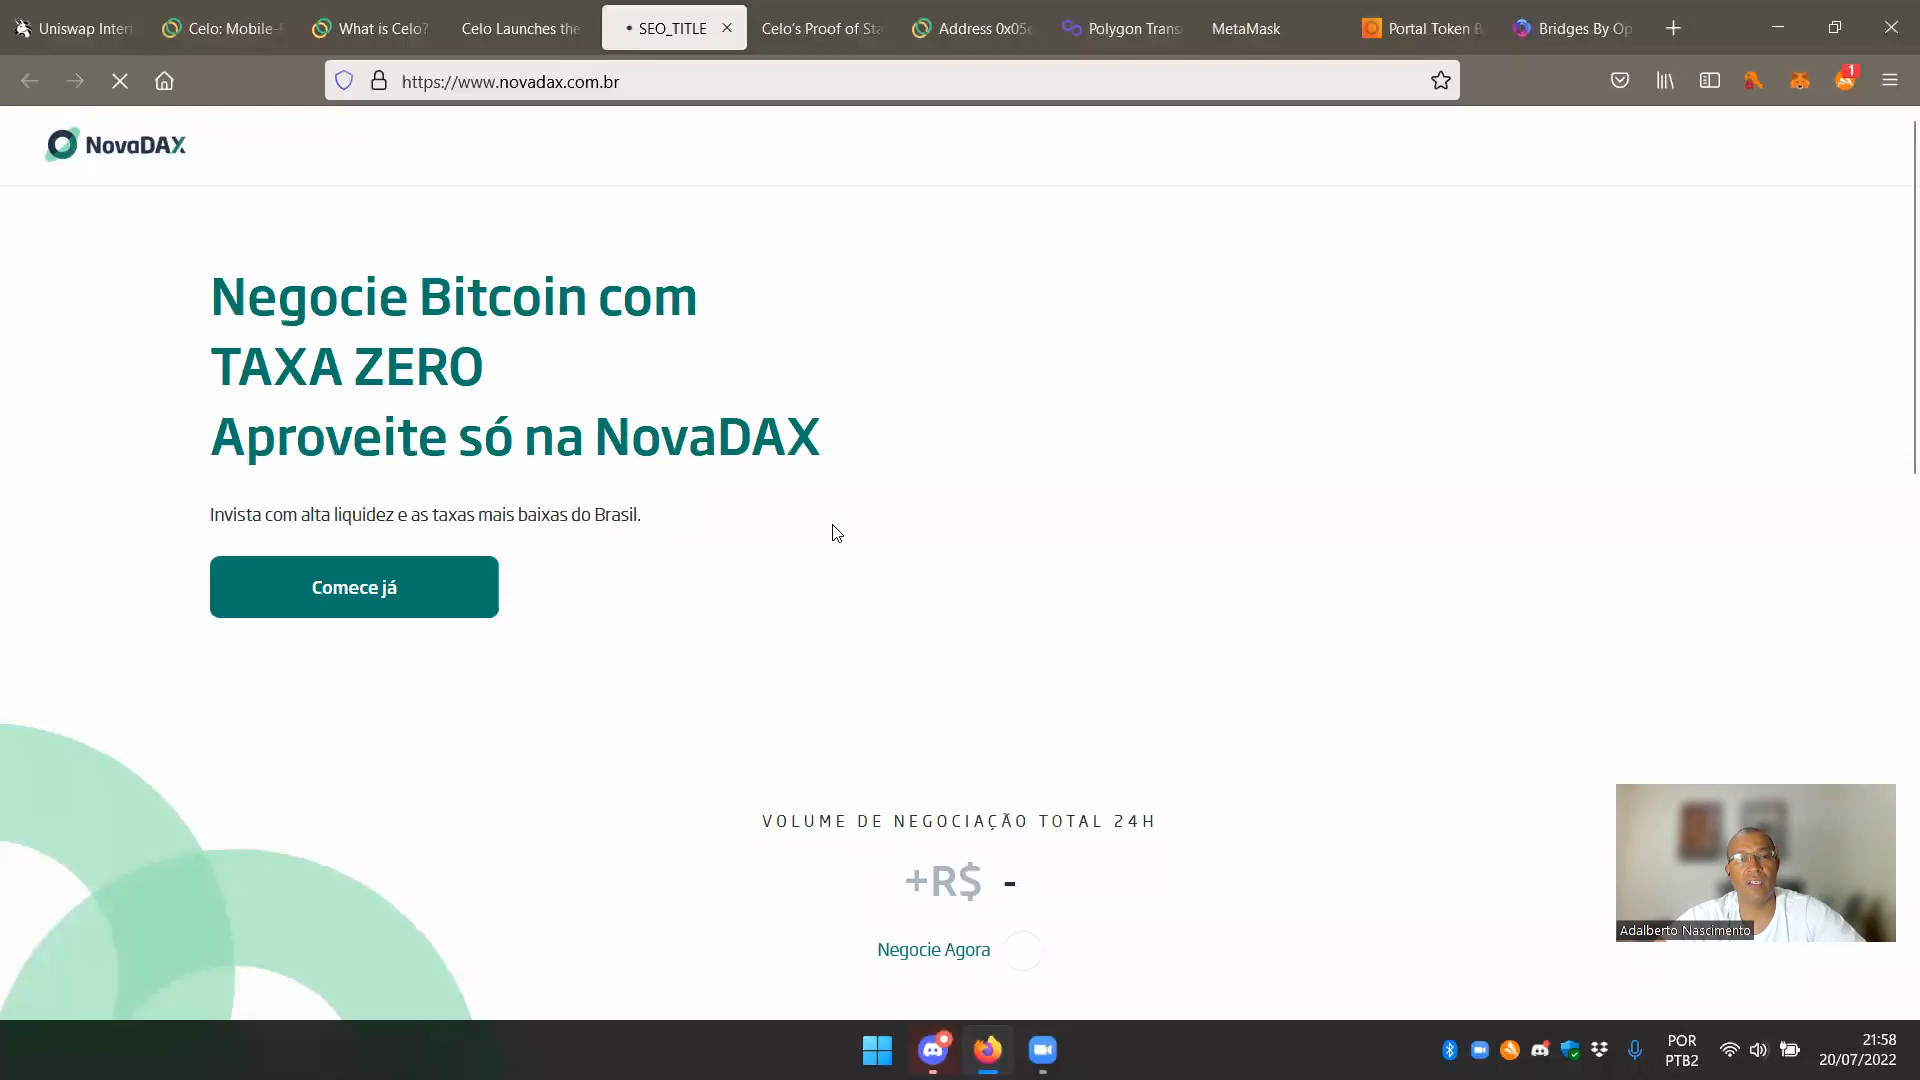 Uniswap Inter
Celo: Mobile-
What is Celo?
Celo Launches the
SEO_TITLE
Celo's Proof of Sta
Address 0x05
Polygon Trans
MetaMask
Portal Token B
Bridges By Op
https://www.novadax.com.br
1
NovaDAX
Negocie Bitcoin com
TAXA ZERO
Aproveite só na NovaDAX
Invista com alta liquidez e as taxas mais baixas do Brasil.
Comece já
VOLUME DE NEGOCIAÇÃO TOTAL 24H
+R$ -
Negocie Agora
Adalberto Nascimento
POR
PTB2
21:58
20/07/2022